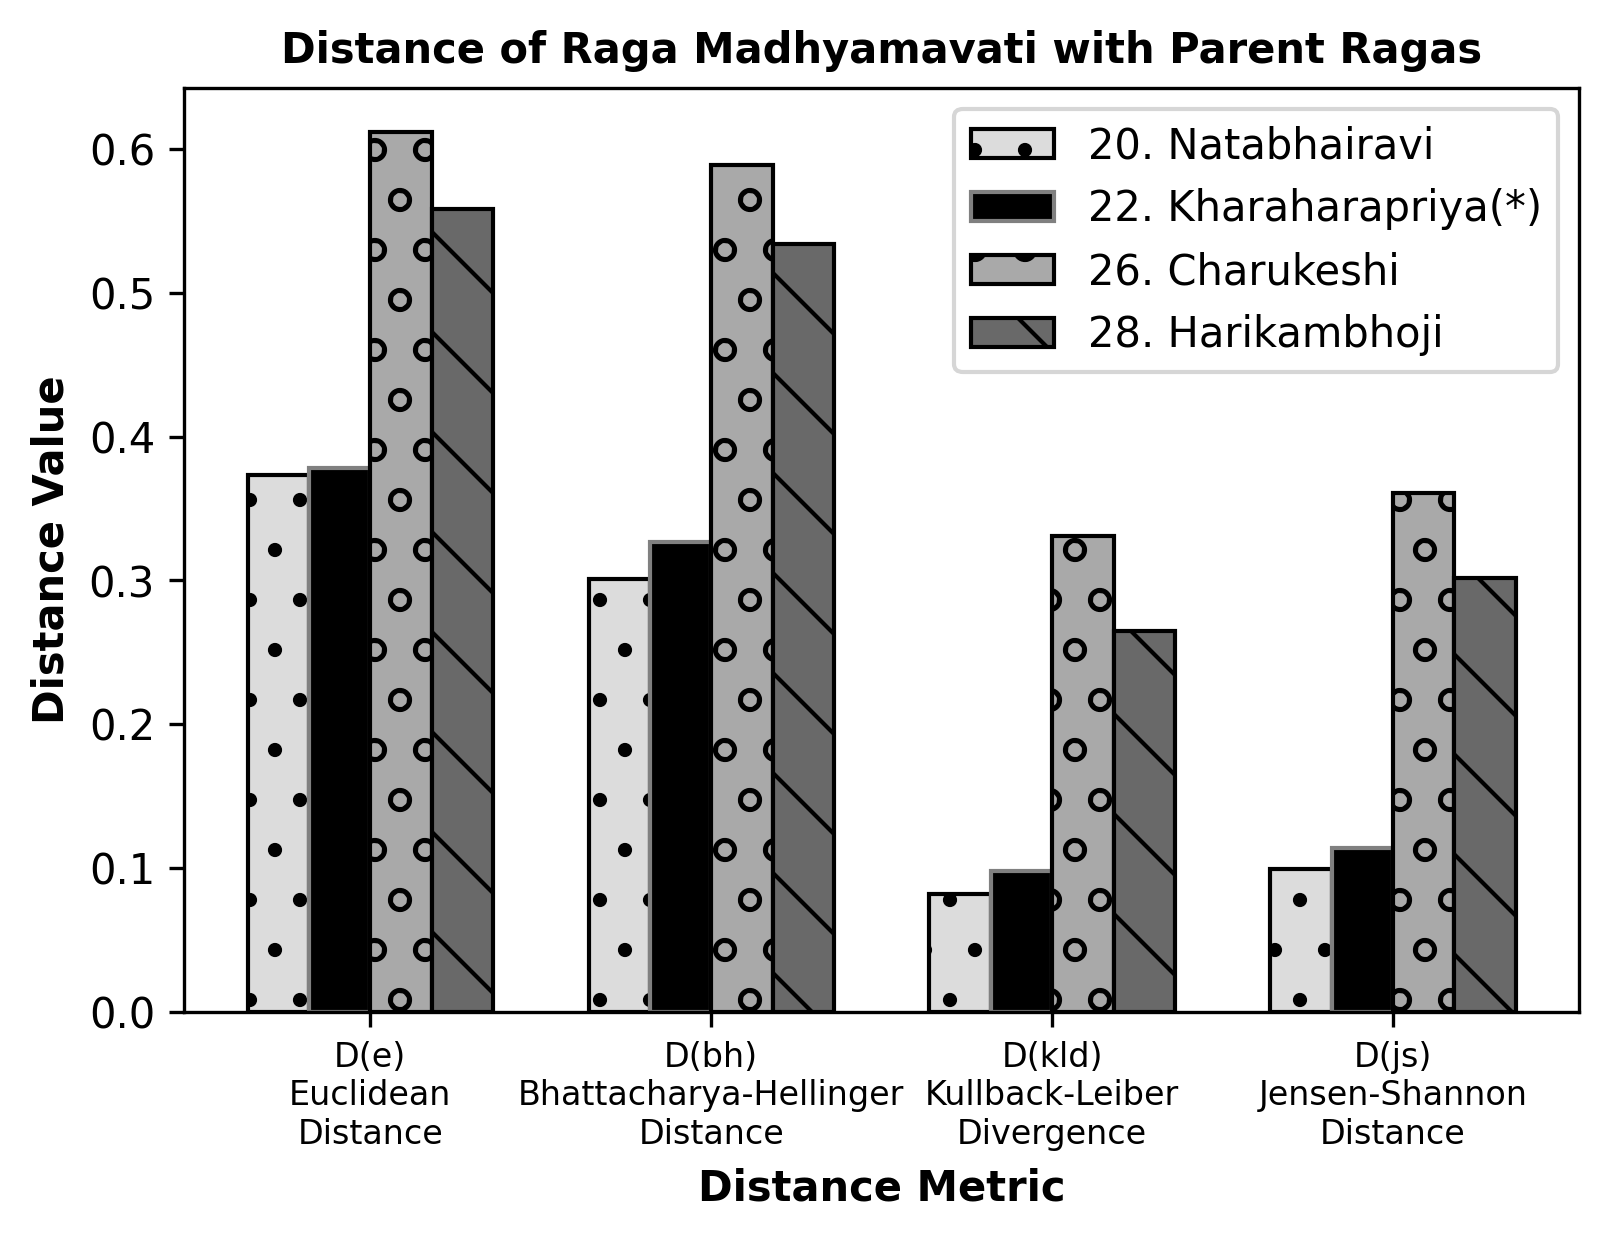 Distance of Raga Madhyamavati with Parent Ragas
20. Natabhairavi
22. Kharaharapriya(*)
26. Charukeshi
28. Harikambhoji
Distance Value
0.6
0.5
0.4
0.3
0.2
0.1
0.0
D(e)
Euclidean
Distance
D(bh)
Bhattacharya-Hellinger
Distance
D(kld)
Kullback-Leiber
Divergence
D(js)
Jensen-Shannon
Distance
Distance Metric